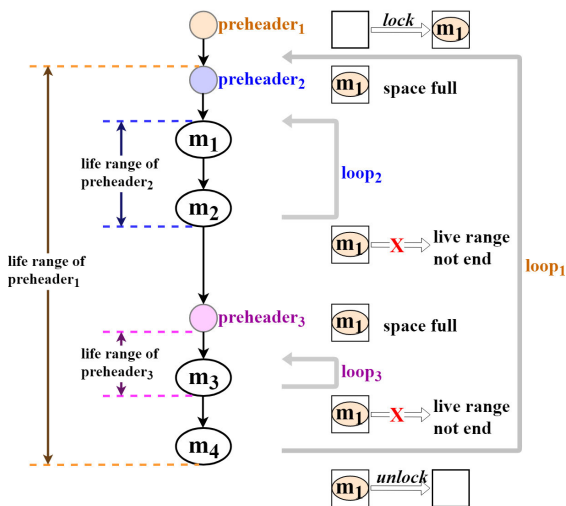 preheader1
lock
m1
preheader2
m1
space full
m1
life range of
preheader2
loop2
m2
m1 X live range
not end
loop1
life range of
preheader1
preheader3
m1
space full
life range of
preheader3
m3
loop3
m1 X live range
not end
m4
m1
unlock